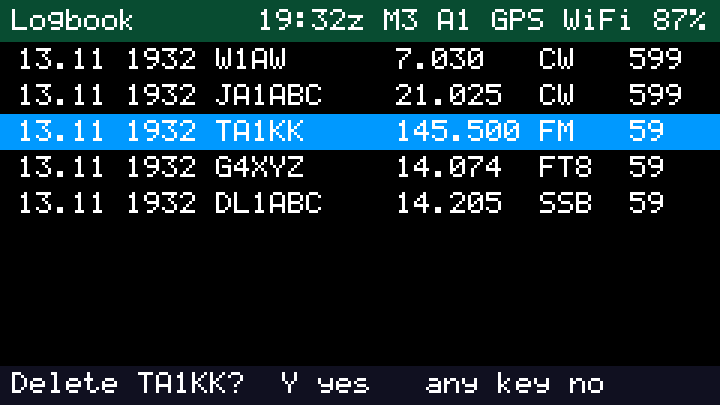 Logbook 19:32z M3 A1 GPS WiFi 87%
13.11 1932 W1AW 7.030 CW 599
13.11 1932 JA1ABC 21.025 CW 599
13.11 1932 TA1KK 145.500 FM 59
13.11 1932 G4XYZ 14.074 FT8 59
13.11 1932 DL1ABC 14.205 SSB 59
Delete TA1KK? Y yes any key no